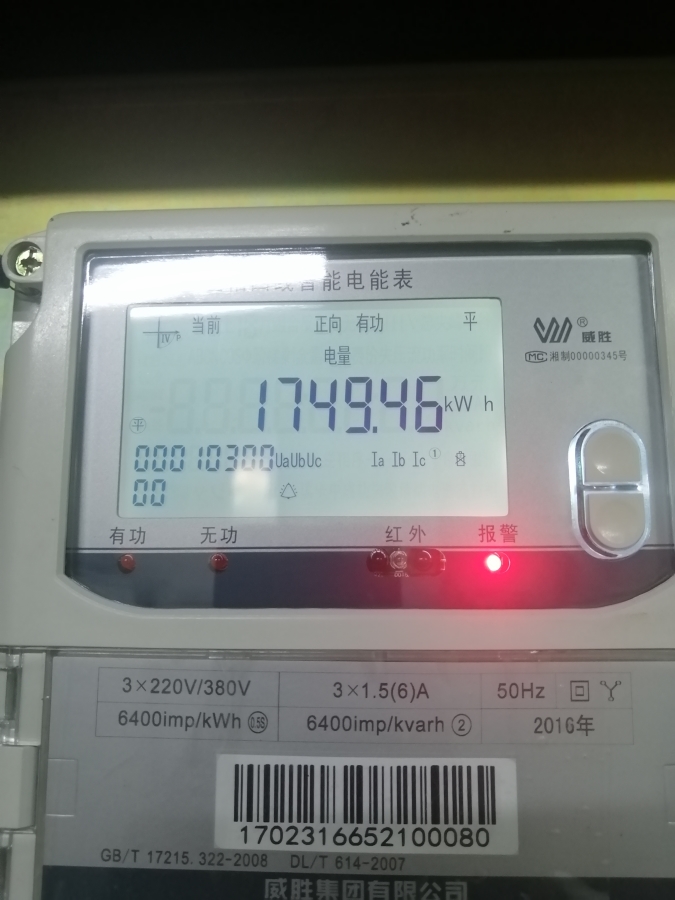 智能电能表
当前 正向 有功 平
电量
1749.46 kWh
平
00010300 UaUbUc Ia Ib Ic ①
00
威胜®
MC 湘制00000345号
有功 无功 红外 报警
3×220V/380V 3×1.5(6)A 50Hz
6400imp/kWh 0.5S 6400imp/kvarh ② 2016年
1702316652100080
GB/T 17215.322-2008 DL/T 614-2007
威胜集团有限公司